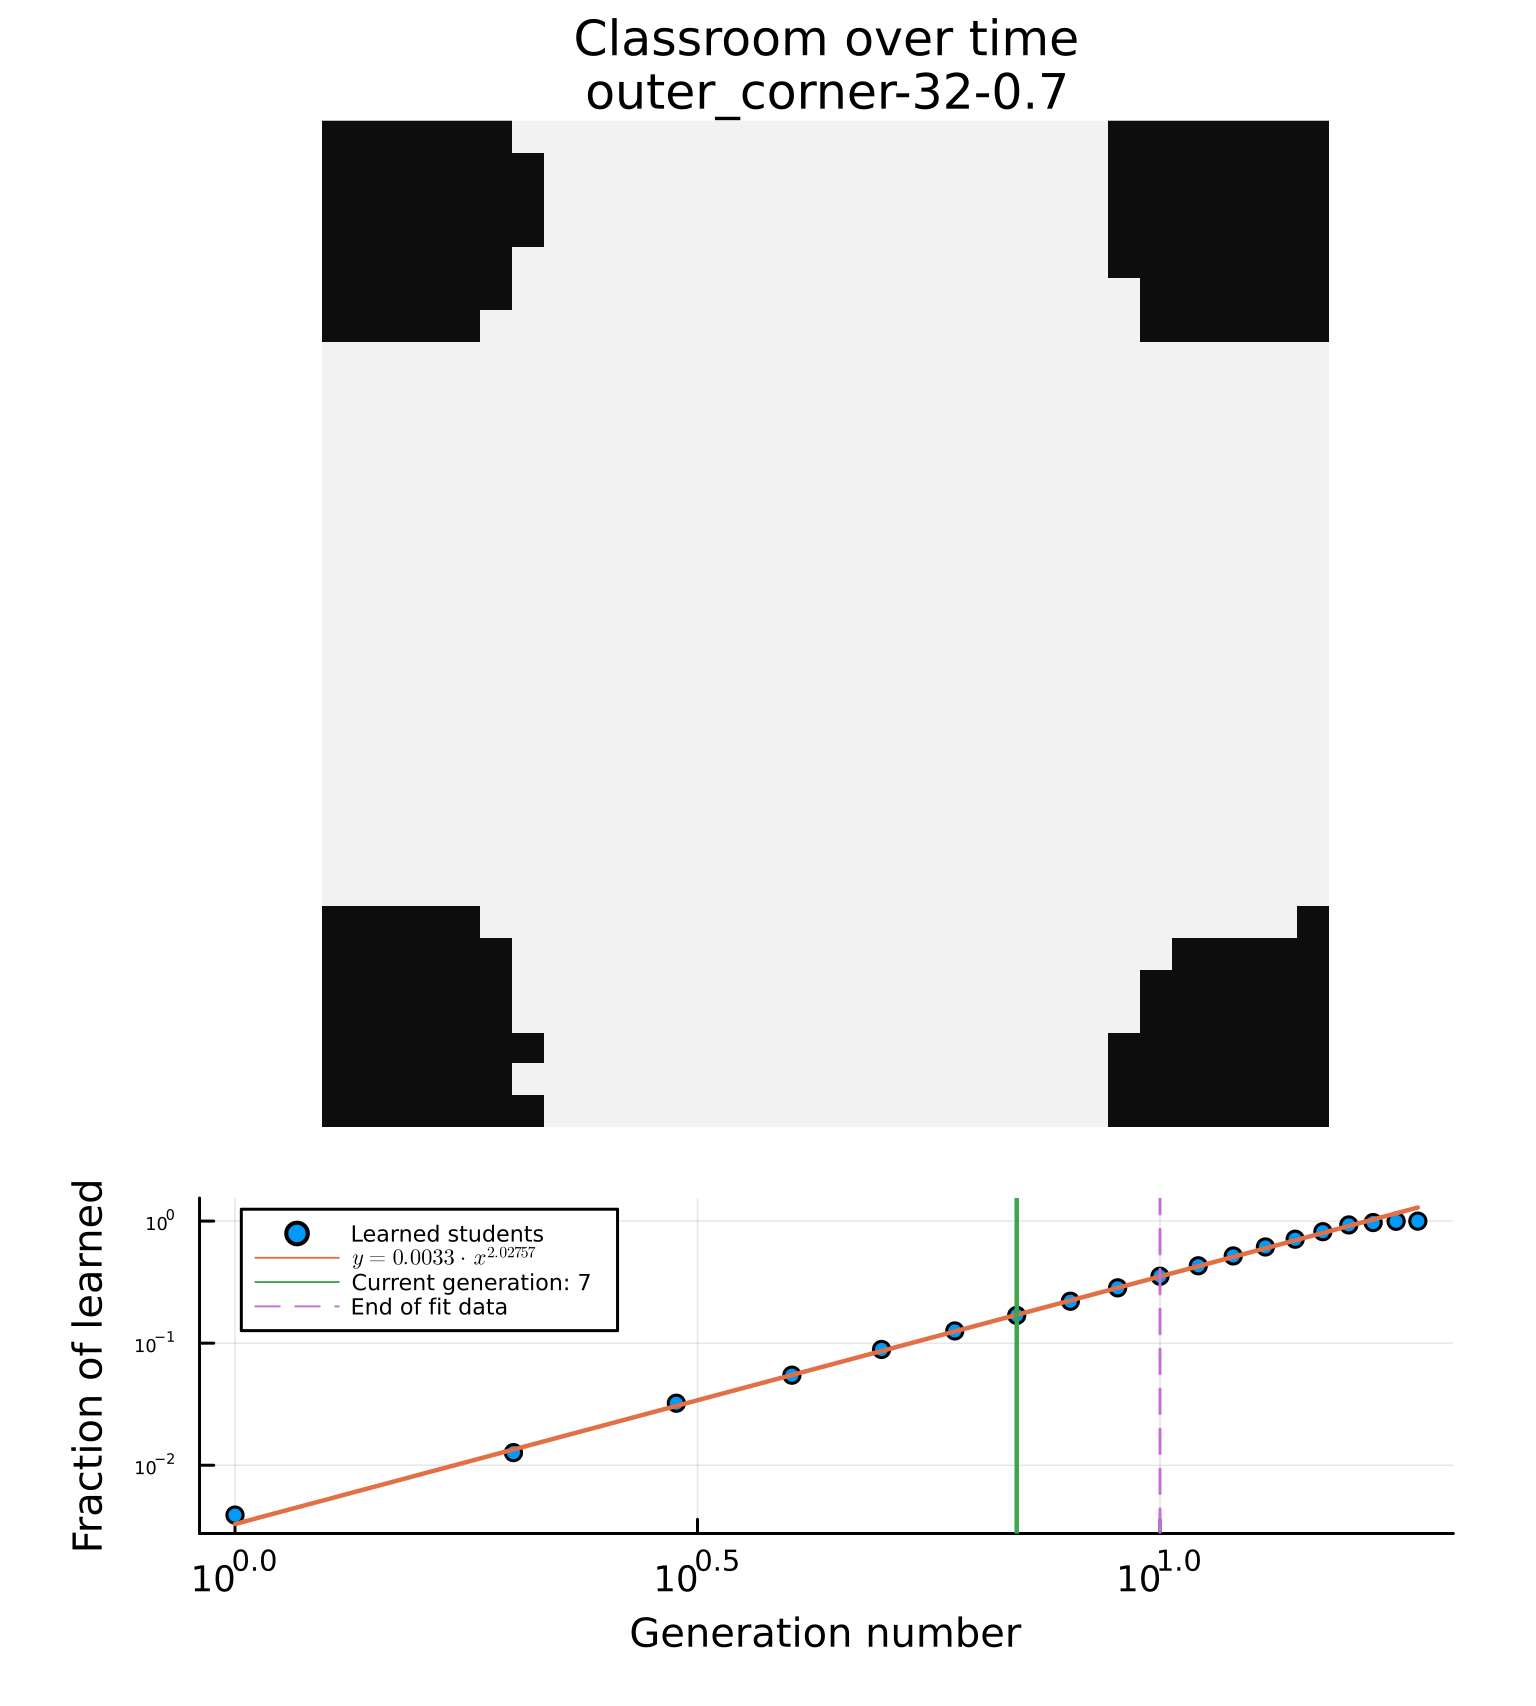 Classroom over time
outer_corner-32-0.7
Fraction of learned
10^0
10^-1
10^-2
Learned students
y = 0.0033 · x^2.02757
Current generation: 7
End of fit data
10^0.0
10^0.5
10^1.0
Generation number